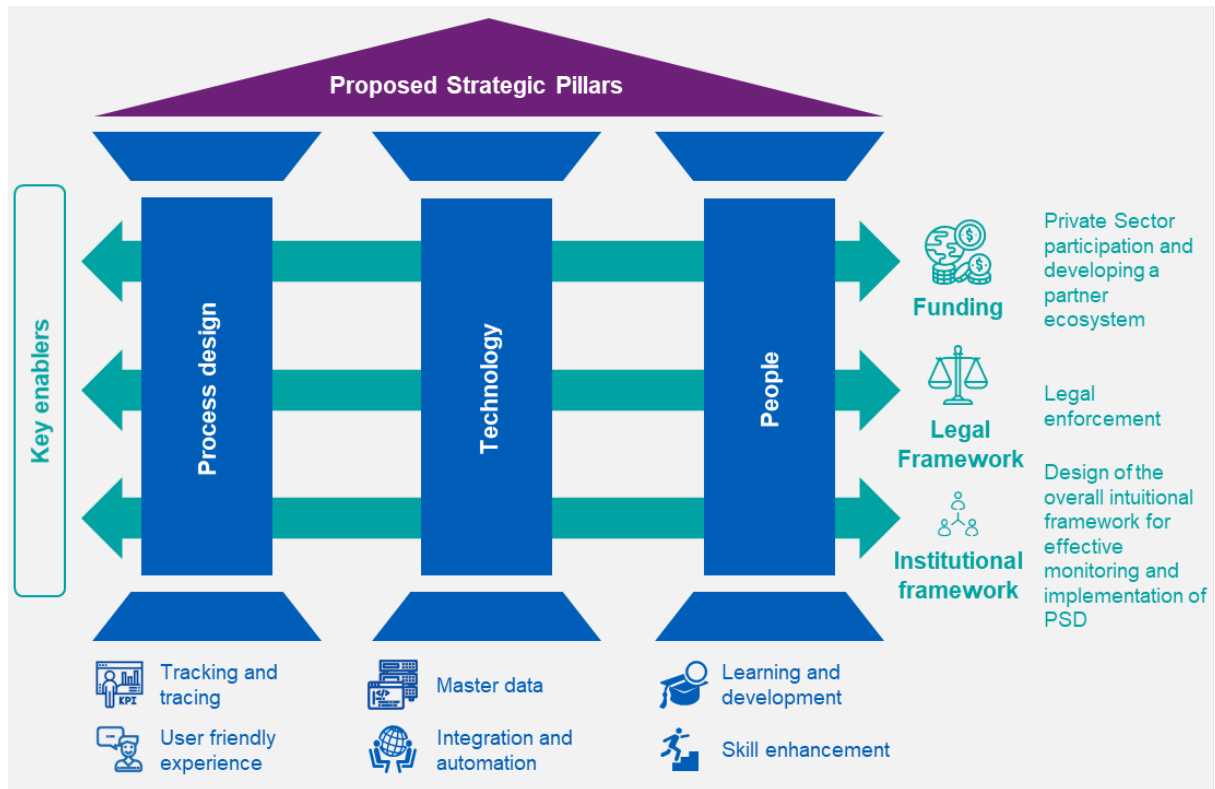 Proposed Strategic Pillars
Key enablers
Process design
Technology
People
Funding
Private Sector
participation and
developing a
partner
ecosystem
Legal
Framework
Legal
enforcement
Institutional
framework
Design of the
overall intuitional
framework for
effective
monitoring and
implementation of
PSD
KPI
Tracking and
tracing
User friendly
experience
Master data
Integration and
automation
Learning and
development
Skill enhancement